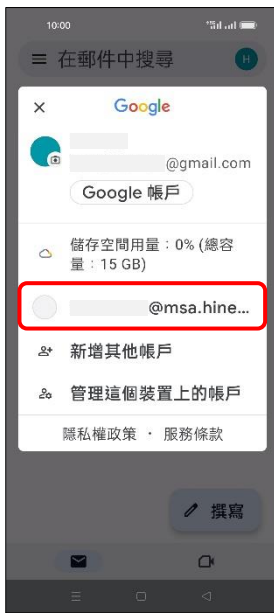 10:00
在郵件中搜尋
H
Google
@gmail.com
Google 帳戶
儲存空間用量：0% (總容
量：15 GB)
@msa.hine...
新增其他帳戶
管理這個裝置上的帳戶
隱私權政策 · 服務條款
撰寫